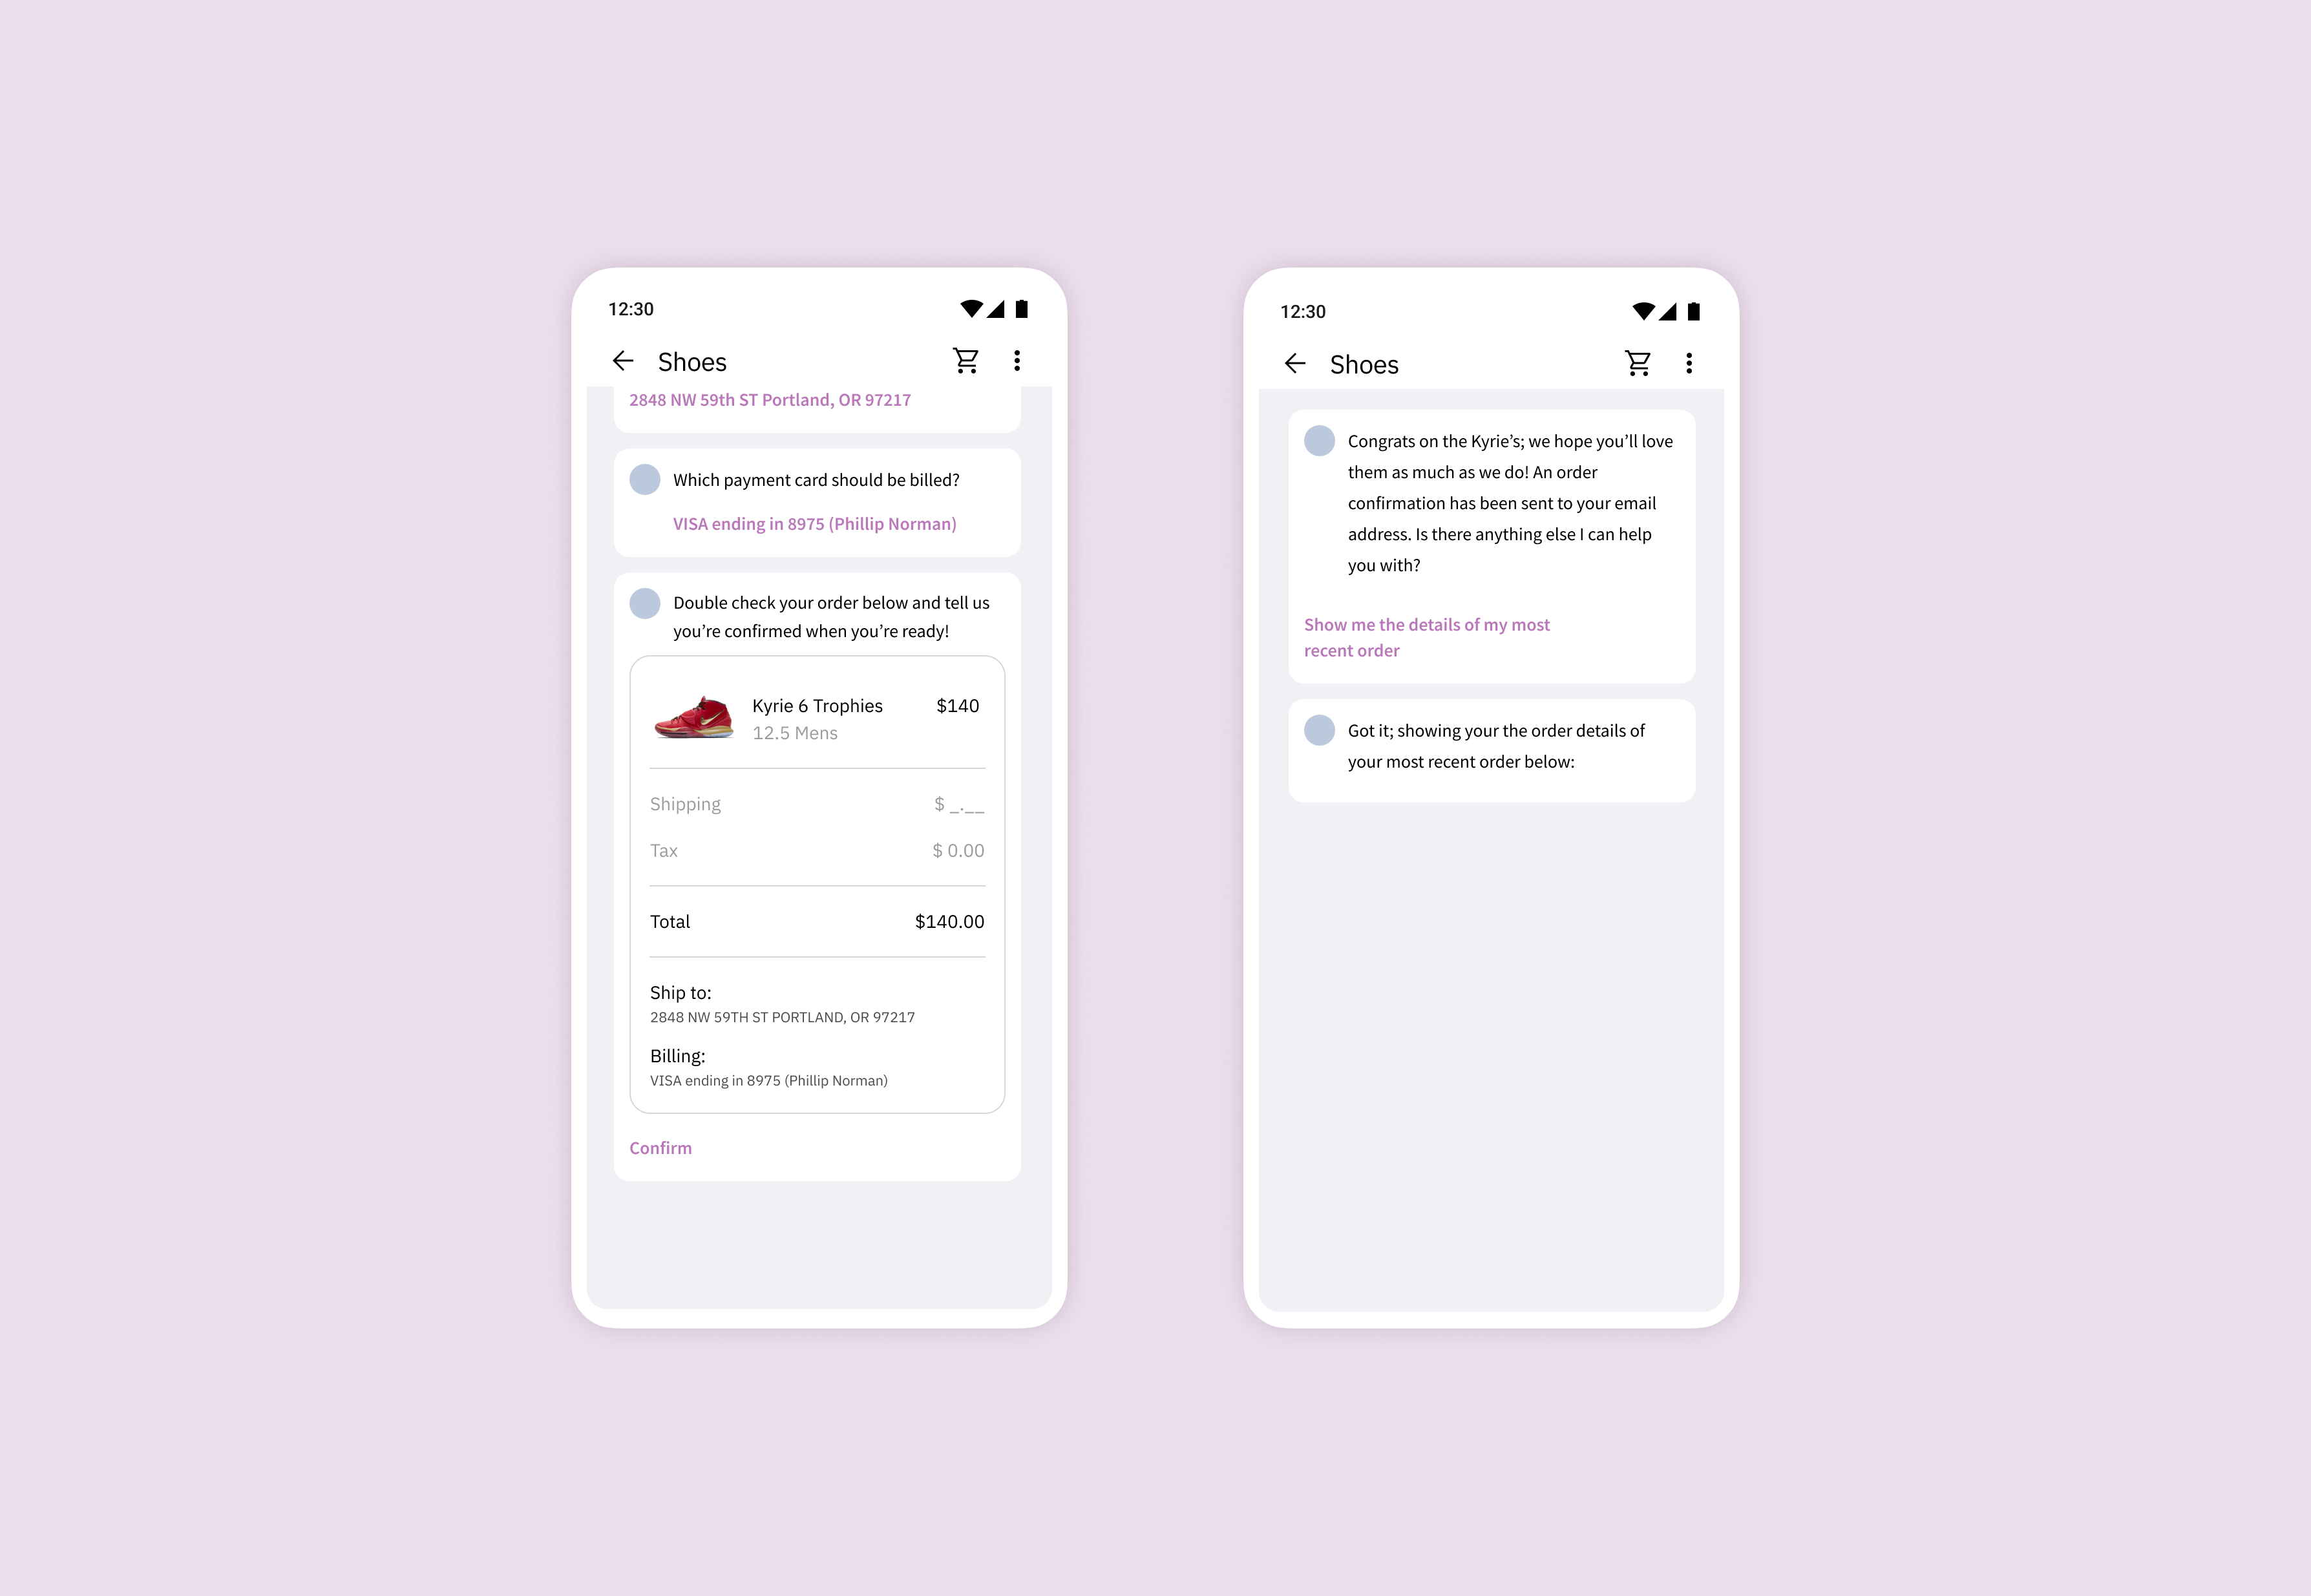 12:30
Shoes
2848 NW 59th ST Portland, OR 97217
Which payment card should be billed?
VISA ending in 8975 (Phillip Norman)
Double check your order below and tell us
you’re confirmed when you’re ready!
Kyrie 6 Trophies $140
12.5 Mens
Shipping $ _.__
Tax $ 0.00
Total $140.00
Ship to:
2848 NW 59TH ST PORTLAND, OR 97217
Billing:
VISA ending in 8975 (Phillip Norman)
Confirm
12:30
Shoes
Congrats on the Kyrie’s; we hope you’ll love
them as much as we do! An order
confirmation has been sent to your email
address. Is there anything else I can help
you with?
Show me the details of my most
recent order
Got it; showing your the order details of
your most recent order below: